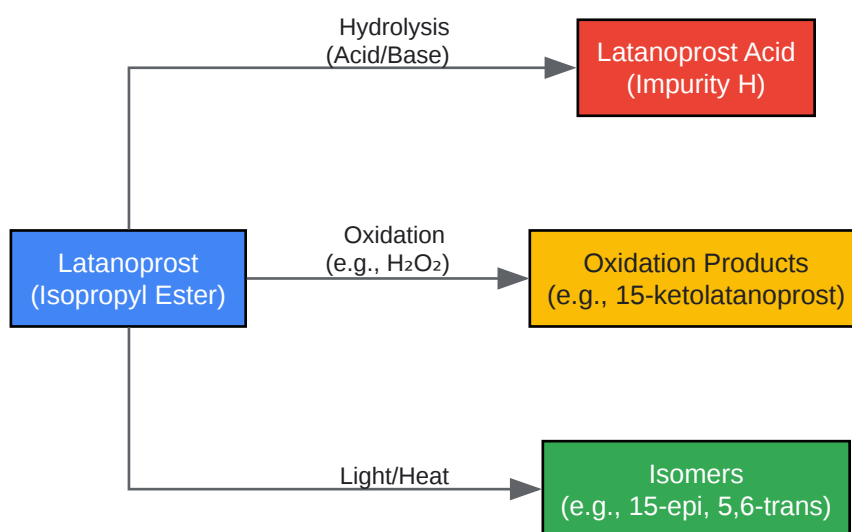 Hydrolysis
(Acid/Base)
Latanoprost Acid
(Impurity H)
Latanoprost
(Isopropyl Ester)
Oxidation
(e.g., H₂O₂)
Oxidation Products
(e.g., 15-ketolatanoprost)
Light/Heat
Isomers
(e.g., 15-epi, 5,6-trans)